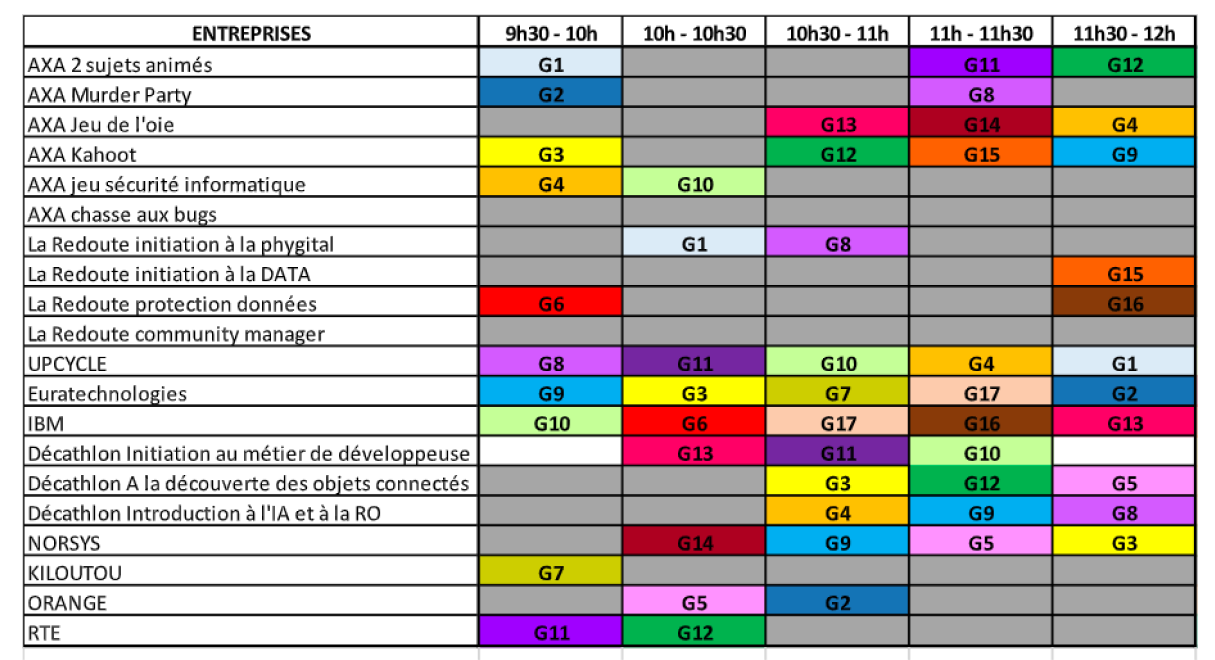 ENTREPRISES 9h30 - 10h 10h - 10h30 10h30 - 11h 11h - 11h30 11h30 - 12h
AXA 2 sujets animés G1 G11 G12
AXA Murder Party G2 G8
AXA Jeu de l'oie G13 G14 G4
AXA Kahoot G3 G12 G15 G9
AXA jeu sécurité informatique G4 G10
AXA chasse aux bugs
La Redoute initiation à la phygital G1 G8
La Redoute initiation à la DATA G15
La Redoute protection données G6 G16
La Redoute community manager
UPCYCLE G8 G11 G10 G4 G1
Euratechnologies G9 G3 G7 G17 G2
IBM G10 G6 G17 G16 G13
Décathlon Initiation au métier de développeuse G13 G11 G10
Décathlon A la découverte des objets connectés G3 G12 G5
Décathlon Introduction à l'IA et à la RO G4 G9 G8
NORSYS G14 G9 G5 G3
KILOUTOU G7
ORANGE G5 G2
RTE G11 G12